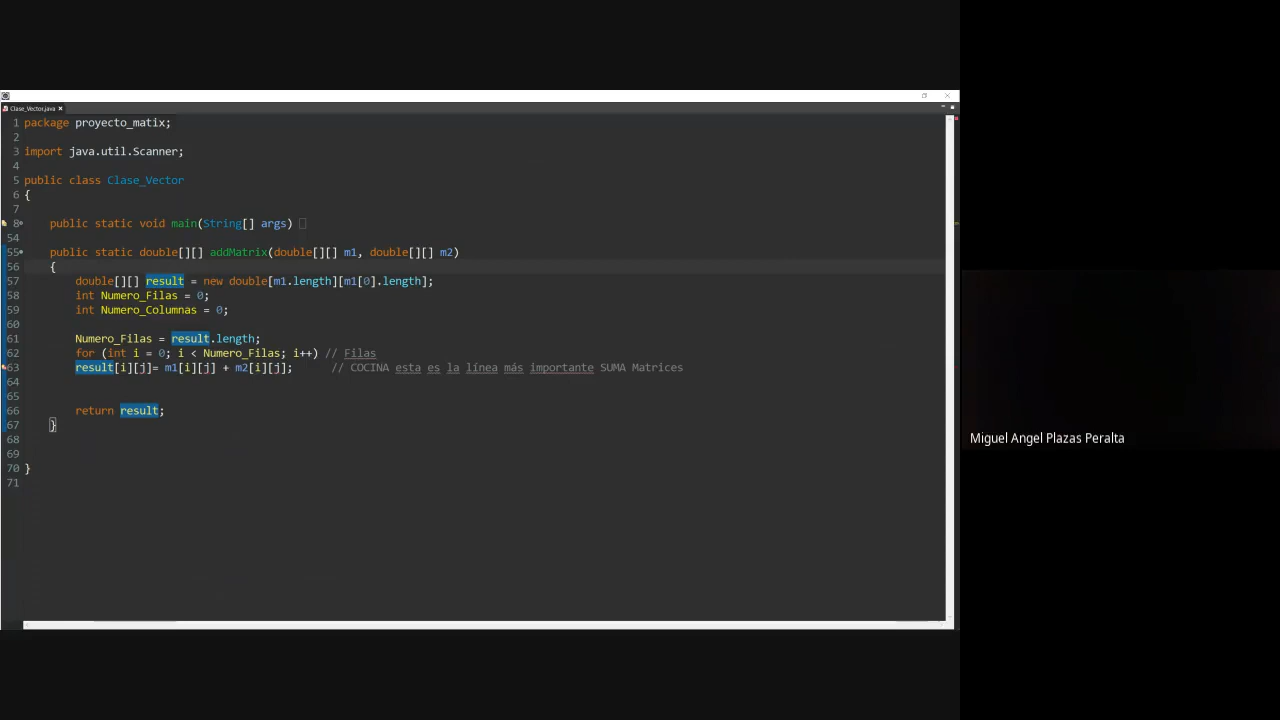 Clase_Vector.java
1 package proyecto_matix;
2
3 import java.util.Scanner;
4
5 public class Clase_Vector
6 {
7
8 public static void main(String[] args)
54
55 public static double[][] addMatrix(double[][] m1, double[][] m2)
56 {
57 double[][] result = new double[m1.length][m1[0].length];
58 int Numero_Filas = 0;
59 int Numero_Columnas = 0;
60
61 Numero_Filas = result.length;
62 for (int i = 0; i < Numero_Filas; i++) // Filas
63 result[i][j]= m1[i][j] + m2[i][j]; // COCINA esta es la línea más importante SUMA Matrices
64
65
66 return result;
67 }
68
69
70 }
71
Miguel Angel Plazas Peralta